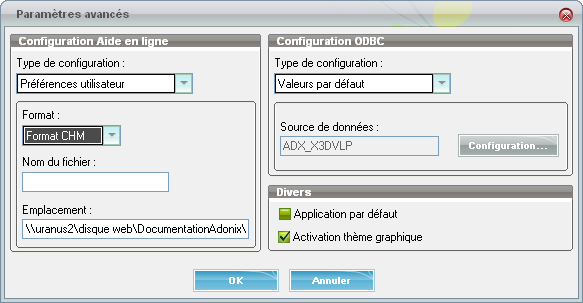 Paramètres avancés
Configuration Aide en ligne
Type de configuration :
Préférences utilisateur
Format :
Format CHM
Nom du fichier :
Emplacement :
\\uranus2\disque web\DocumentationAdonix\
Configuration ODBC
Type de configuration :
Valeurs par défaut
Source de données :
ADX_X3DVLP
Configuration...
Divers
Application par défaut
Activation thème graphique
OK
Annuler